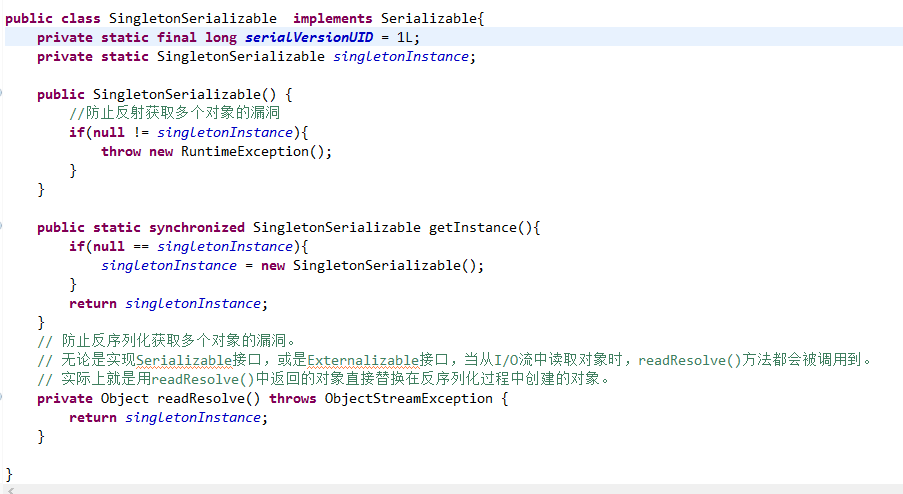 public class SingletonSerializable  implements Serializable{
    private static final long serialVersionUID = 1L;
    private static SingletonSerializable singletonInstance;

    public SingletonSerializable() {
        //防止反射获取多个对象的漏洞
        if(null != singletonInstance){
            throw new RuntimeException();
        }
    }

    public static synchronized SingletonSerializable getInstance(){
        if(null == singletonInstance){
            singletonInstance = new SingletonSerializable();
        }
        return singletonInstance;
    }
    // 防止反序列化获取多个对象的漏洞。
    // 无论是实现Serializable接口，或是Externalizable接口，当从I/O流中读取对象时，readResolve()方法都会被调用到。
    // 实际上就是用readResolve()中返回的对象直接替换在反序列化过程中创建的对象。
    private Object readResolve() throws ObjectStreamException {
        return singletonInstance;
    }

}